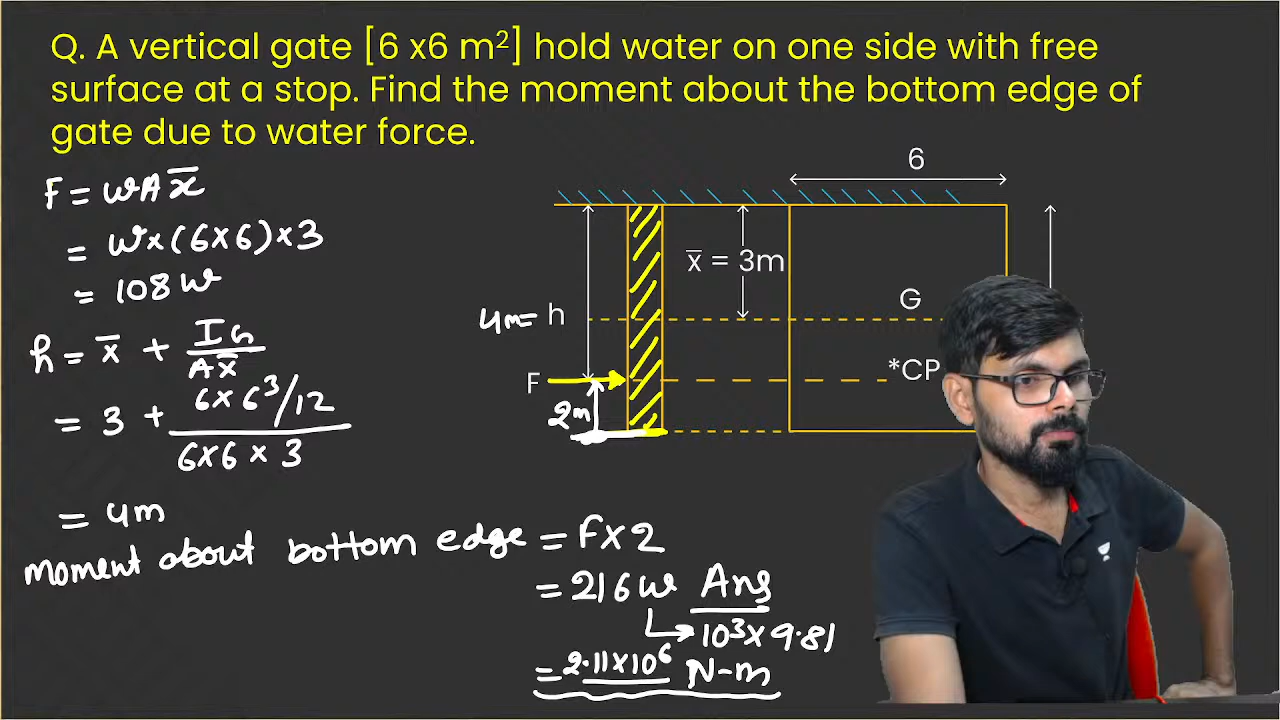 Q. A vertical gate [6 x6 m²] hold water on one side with free
surface at a stop. Find the moment about the bottom edge of
gate due to water force.
F = wAx̅
= w×(6×6)×3
= 108 w
h = x̅ + IG/Ax̅
= 3 + 6×6³/12 / 6×6×3
= 4m
moment about bottom edge = F×2
= 216w Ans
↳ 10³×9.81
= 2.11×10⁶ N-m
6
x̅ = 3m
4m= h
G
F
*CP
2m